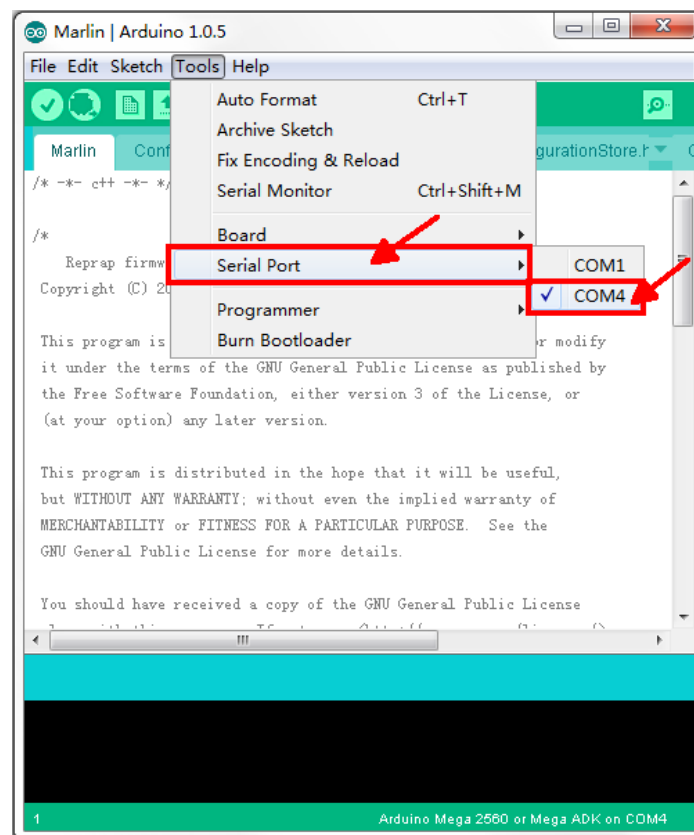 Marlin | Arduino 1.0.5
File Edit Sketch Tools Help
Auto Format Ctrl+T
Archive Sketch
Fix Encoding & Reload
Serial Monitor Ctrl+Shift+M
Board
Serial Port
COM1
COM4
Programmer
Burn Bootloader
Marlin Conf gurationStore.h
/* -*- c++ -*- */
/*
Reprap firmw
Copyright (C) 20
This program is or modify
it under the terms of the GNU General Public License as published by
the Free Software Foundation, either version 3 of the License, or
(at your option) any later version.
This program is distributed in the hope that it will be useful,
but WITHOUT ANY WARRANTY; without even the implied warranty of
MERCHANTABILITY or FITNESS FOR A PARTICULAR PURPOSE. See the
GNU General Public License for more details.
You should have received a copy of the GNU General Public License
1 Arduino Mega 2560 or Mega ADK on COM4